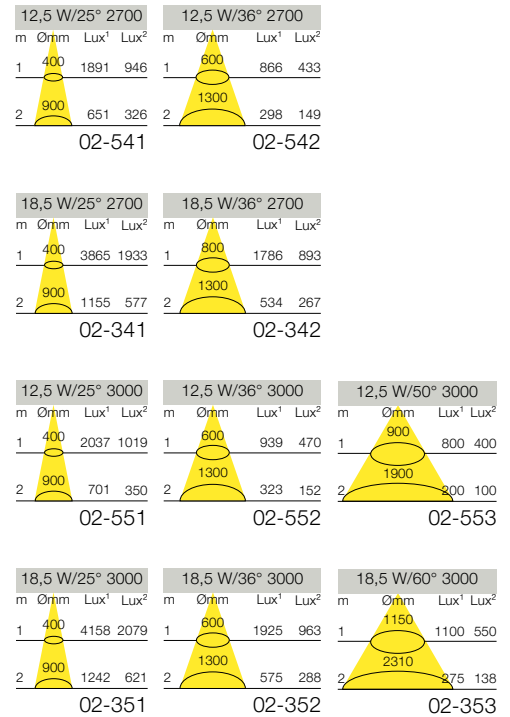 12,5 W/25° 2700
m Ømm Lux¹ Lux²
1 400 1891 946
2 900 651 326
02-541
12,5 W/36° 2700
m Ømm Lux¹ Lux²
1 600 866 433
2 1300 298 149
02-542
18,5 W/25° 2700
m Ømm Lux¹ Lux²
1 400 3865 1933
2 900 1155 577
02-341
18,5 W/36° 2700
m Ømm Lux¹ Lux²
1 800 1786 893
2 1300 534 267
02-342
12,5 W/25° 3000
m Ømm Lux¹ Lux²
1 400 2037 1019
2 900 701 350
02-551
12,5 W/36° 3000
m Ømm Lux¹ Lux²
1 600 939 470
2 1300 323 152
02-552
12,5 W/50° 3000
m Ømm Lux¹ Lux²
1 900 800 400
2 1900 200 100
02-553
18,5 W/25° 3000
m Ømm Lux¹ Lux²
1 400 4158 2079
2 900 1242 621
02-351
18,5 W/36° 3000
m Ømm Lux¹ Lux²
1 600 1925 963
2 1300 575 288
02-352
18,5 W/60° 3000
m Ømm Lux¹ Lux²
1 1150 1100 550
2 2310 275 138
02-353